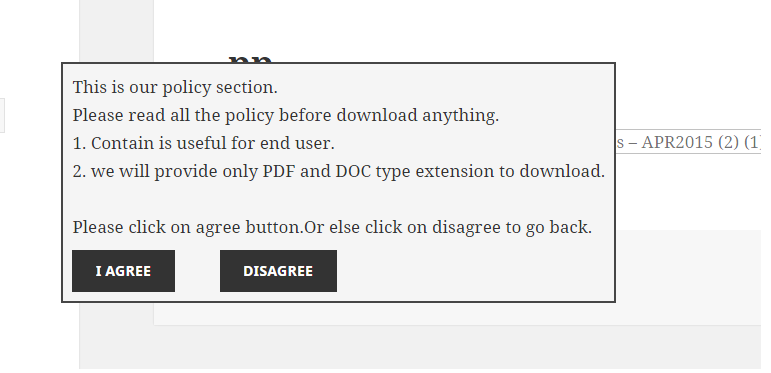 This is our policy section.
Please read all the policy before download anything.
1. Contain is useful for end user.
s – APR2015 (2) (1)
2. we will provide only PDF and DOC type extension to download.
Please click on agree button.Or else click on disagree to go back.
I AGREE DISAGREE